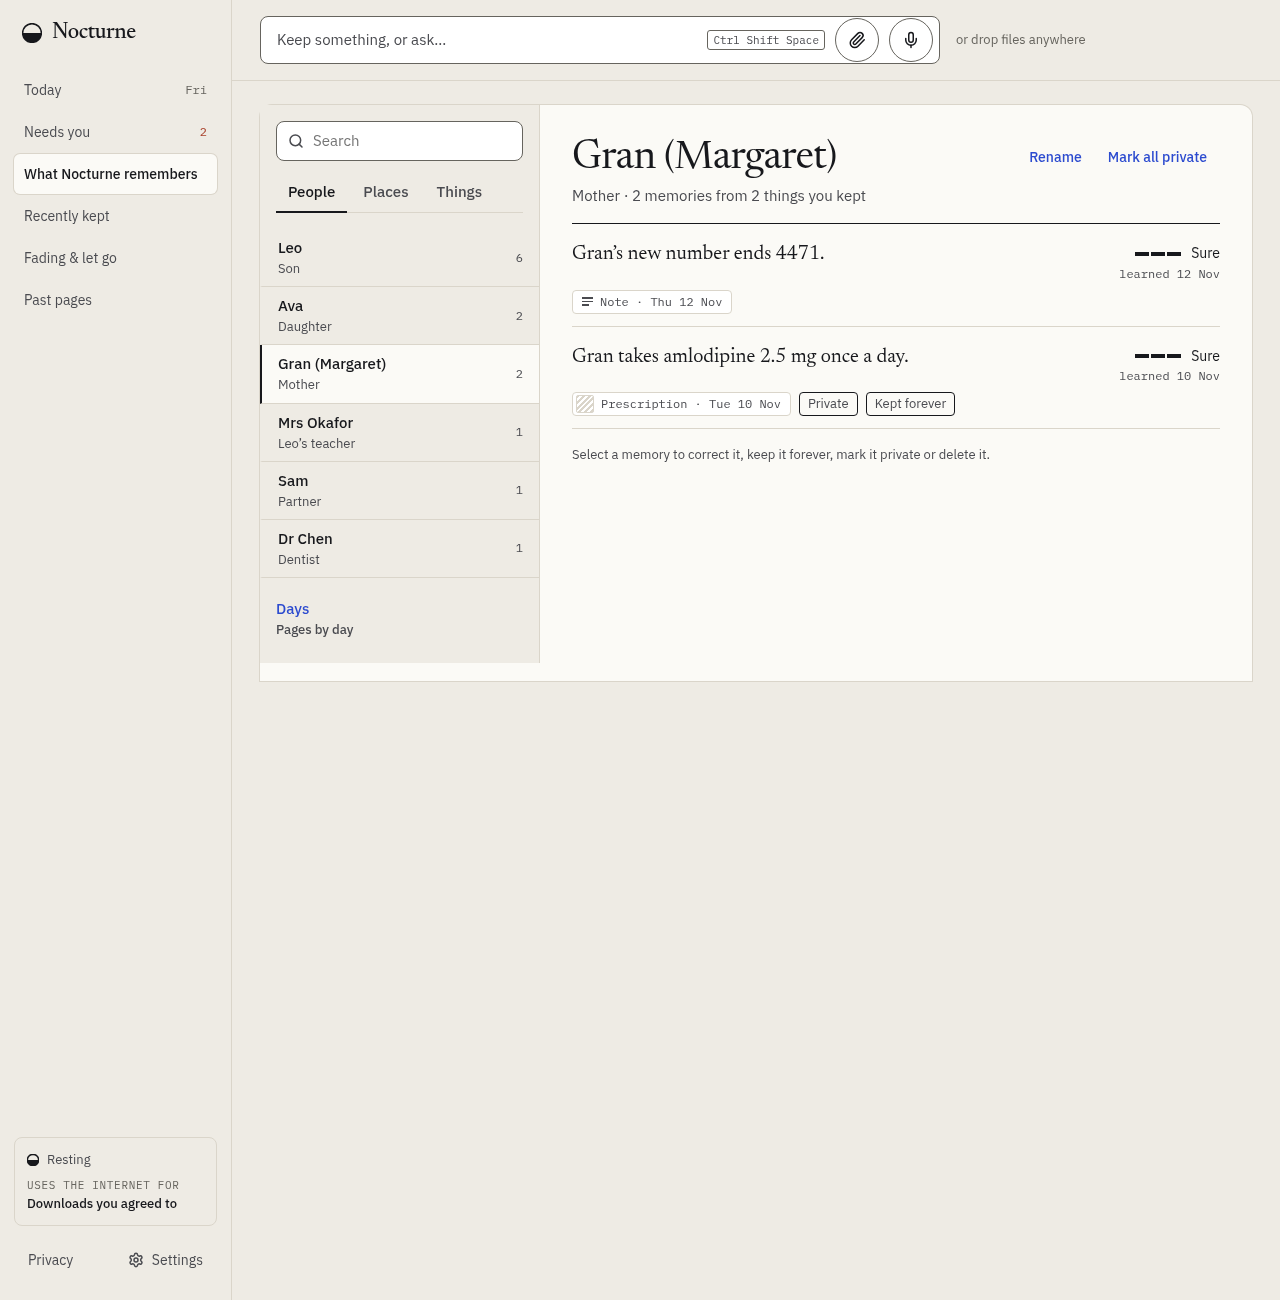 Nocturne
Today
Fri
Needs you
2
What Nocturne remembers
Recently kept
Fading & let go
Past pages
Resting
USES THE INTERNET FOR
Downloads you agreed to
Privacy
Settings
Keep something, or ask…
Ctrl Shift Space
or drop files anywhere
Search
People
Places
Things
Leo
Son
6
Ava
Daughter
2
Gran (Margaret)
Mother
2
Mrs Okafor
Leo’s teacher
1
Sam
Partner
1
Dr Chen
Dentist
1
Days
Pages by day
Gran (Margaret)
Rename
Mark all private
Mother · 2 memories from 2 things you kept
Gran’s new number ends 4471.
Sure
learned 12 Nov
Note · Thu 12 Nov
Gran takes amlodipine 2.5 mg once a day.
Sure
learned 10 Nov
Prescription · Tue 10 Nov
Private
Kept forever
Select a memory to correct it, keep it forever, mark it private or delete it.